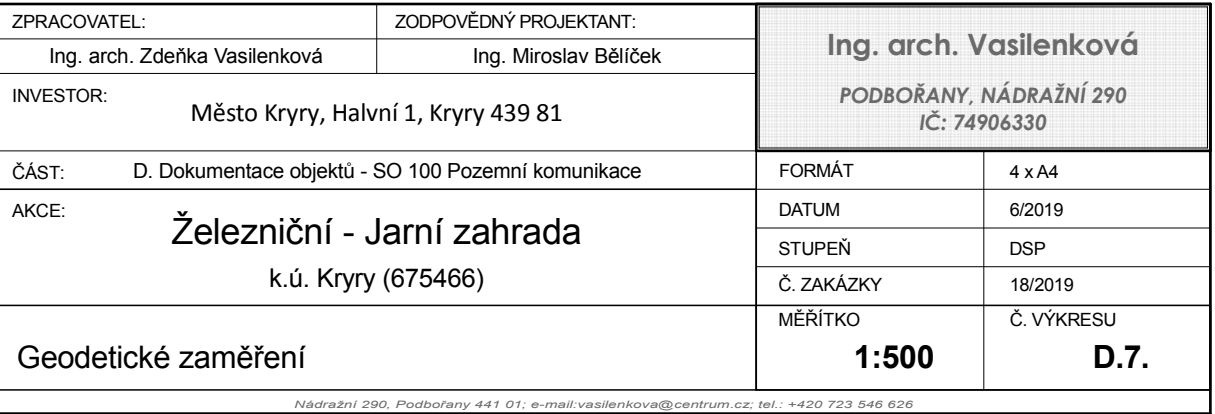 ZPRACOVATEL:
ZODPOVĚDNÝ PROJEKTANT:
Ing. arch. Zdeňka Vasilenková
Ing. Miroslav Bělíček
Ing. arch. Vasilenková
PODBOŘANY, NÁDRAŽNÍ 290
IČ: 74906330
INVESTOR:
Město Kryry, Halvní 1, Kryry 439 81
ČÁST:
D. Dokumentace objektů - SO 100 Pozemní komunikace
FORMÁT
4 x A4
AKCE:
Železniční - Jarní zahrada
k.ú. Kryry (675466)
DATUM
6/2019
STUPEŇ
DSP
Č. ZAKÁZKY
18/2019
Geodetické zaměření
MĚŘÍTKO
1:500
Č. VÝKRESU
D.7.
Nádražní 290, Podbořany 441 01; e-mail:vasilenkova@centrum.cz; tel.: +420 723 546 626